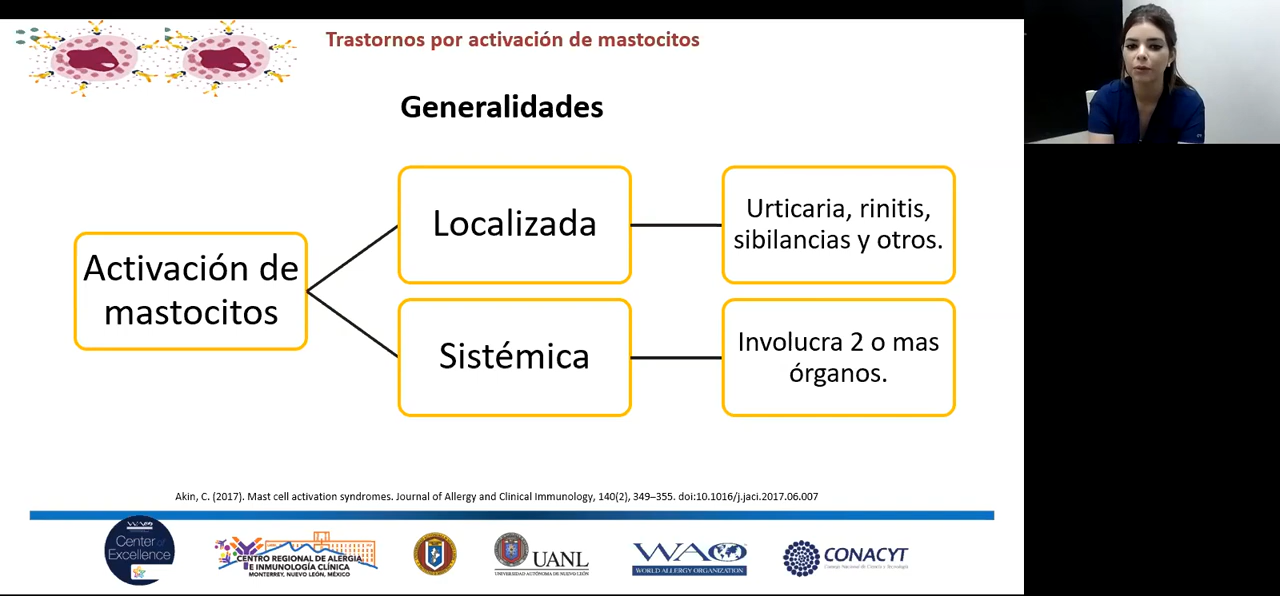 Trastornos por activación de mastocitos
Generalidades
Activación de
mastocitos
Localizada
Urticaria, rinitis,
sibilancias y otros.
Sistémica
Involucra 2 o mas
órganos.
Akin, C. (2017). Mast cell activation syndromes. Journal of Allergy and Clinical Immunology, 140(2), 349–355. doi:10.1016/j.jaci.2017.06.007
WAO
Center of
Excellence
CENTRO REGIONAL DE ALERGIA
E INMUNOLOGÍA CLÍNICA
MONTERREY, NUEVO LEÓN, MÉXICO
UANL
UNIVERSIDAD AUTÓNOMA DE NUEVO LEÓN
WAO
WORLD ALLERGY ORGANIZATION
CONACYT
Consejo Nacional de Ciencia y Tecnología